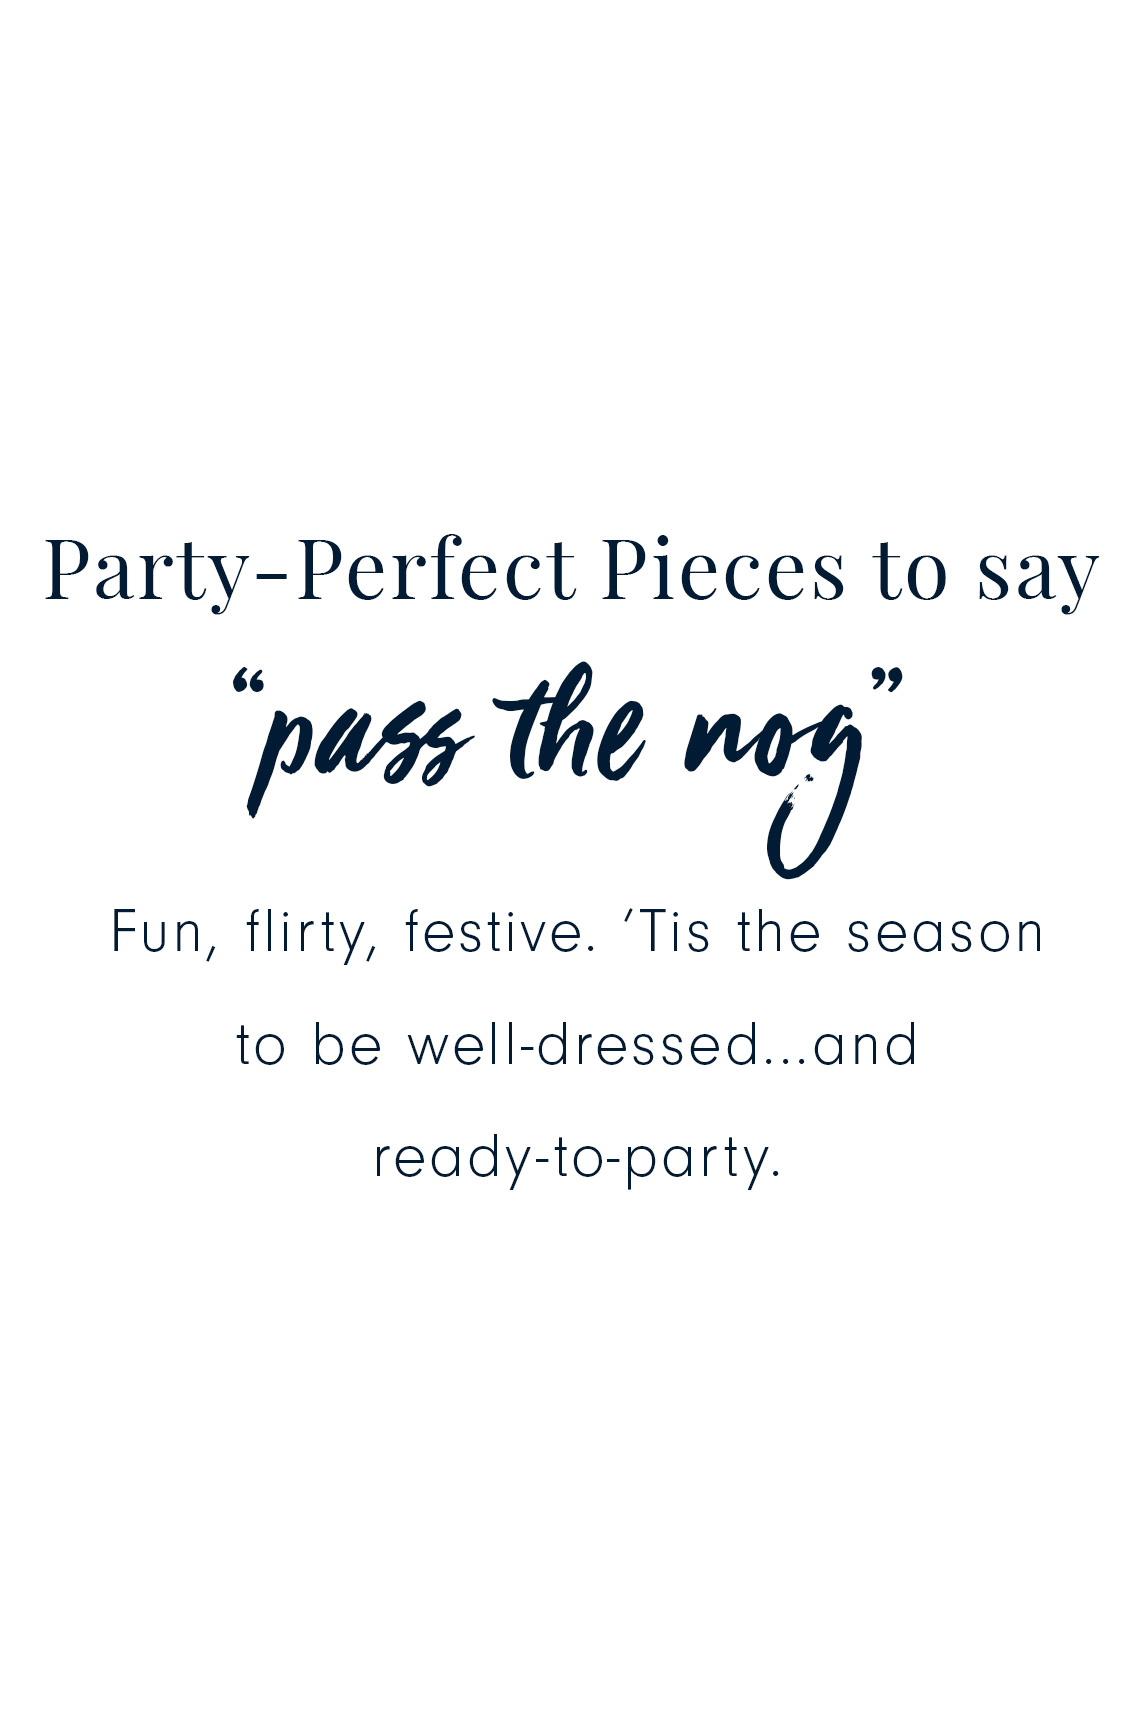 Party-Perfect Pieces to say
“pass the nog”
Fun, flirty, festive. ’Tis the season
to be well-dressed...and
ready-to-party.